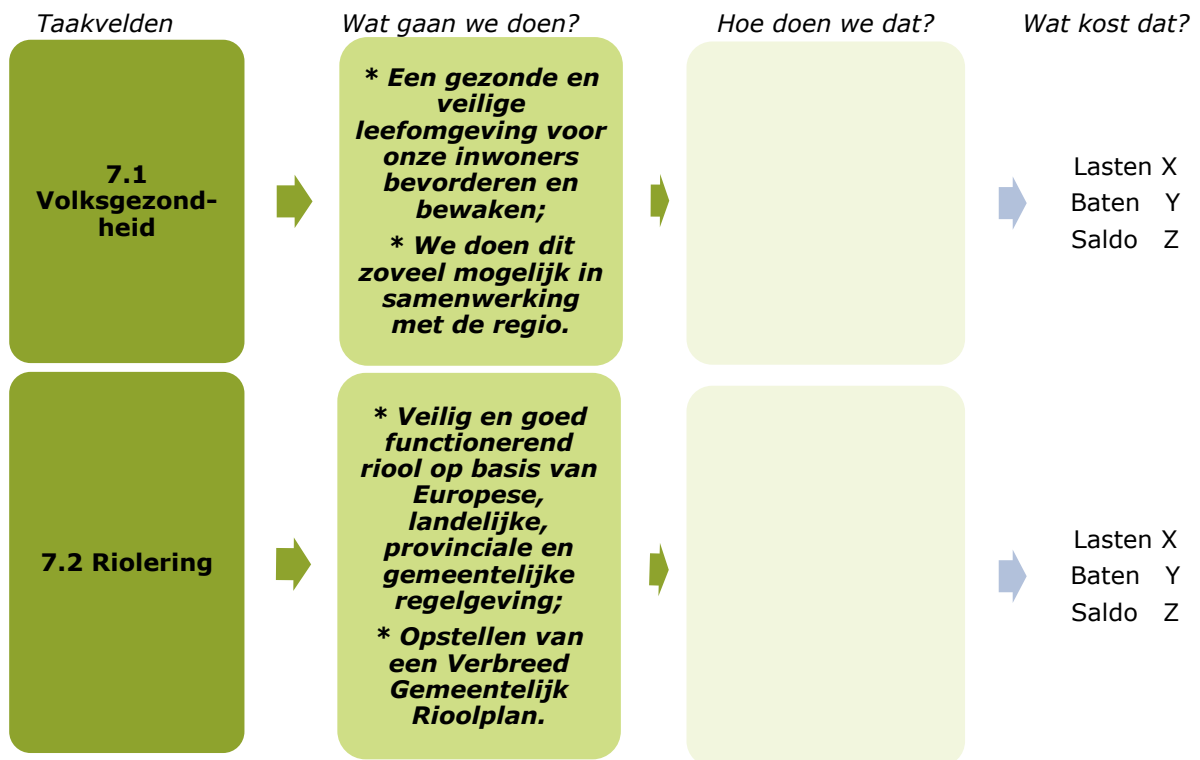 Taakvelden
Wat gaan we doen?
Hoe doen we dat?
Wat kost dat?
7.1
Volksgezond-
heid
* Een gezonde en
veilige
leefomgeving voor
onze inwoners
bevorderen en
bewaken;
* We doen dit
zoveel mogelijk in
samenwerking
met de regio.
Lasten X
Baten Y
Saldo Z
7.2 Riolering
* Veilig en goed
functionerend
riool op basis van
Europese,
landelijke,
provinciale en
gemeentelijke
regelgeving;
* Opstellen van
een Verbreed
Gemeentelijk
Rioolplan.
Lasten X
Baten Y
Saldo Z